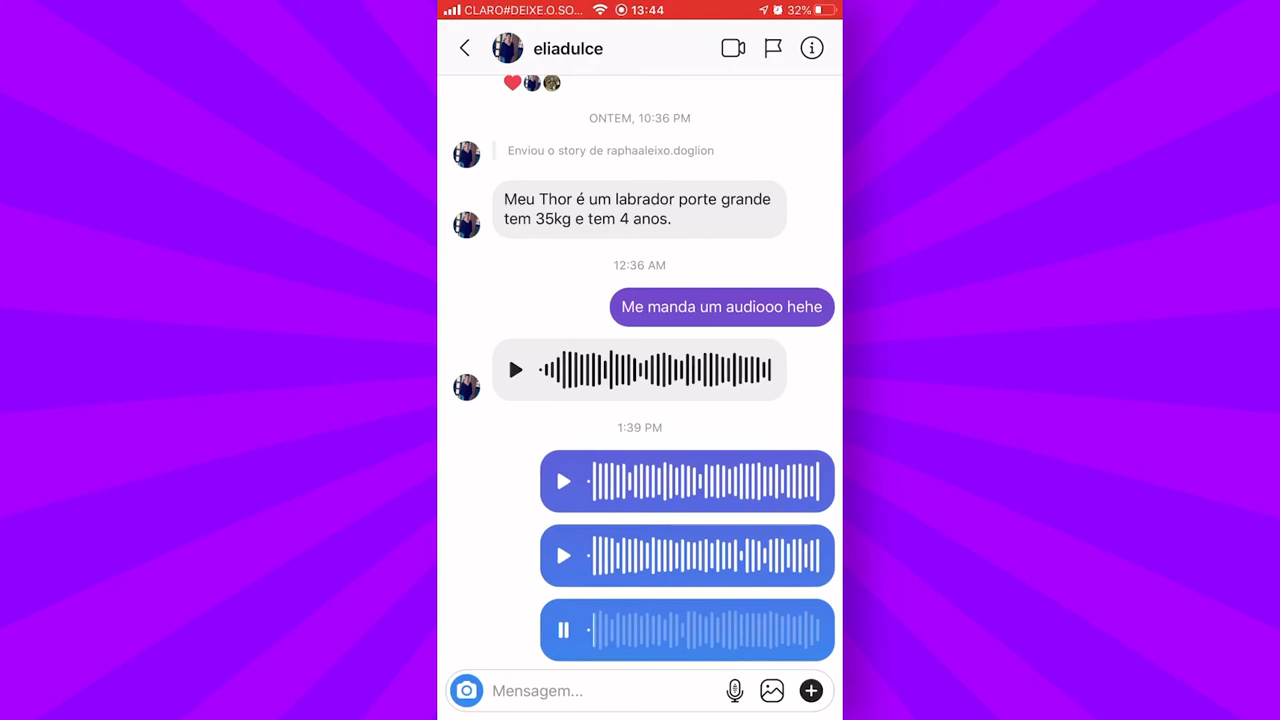 CLARO#DEIXE.O.SO... 13:44 32%
eliadulce
ONTEM, 10:36 PM
Enviou o story de raphaaleixo.doglion
Meu Thor é um labrador porte grande
tem 35kg e tem 4 anos.
12:36 AM
Me manda um audiooo hehe
1:39 PM
Mensagem...